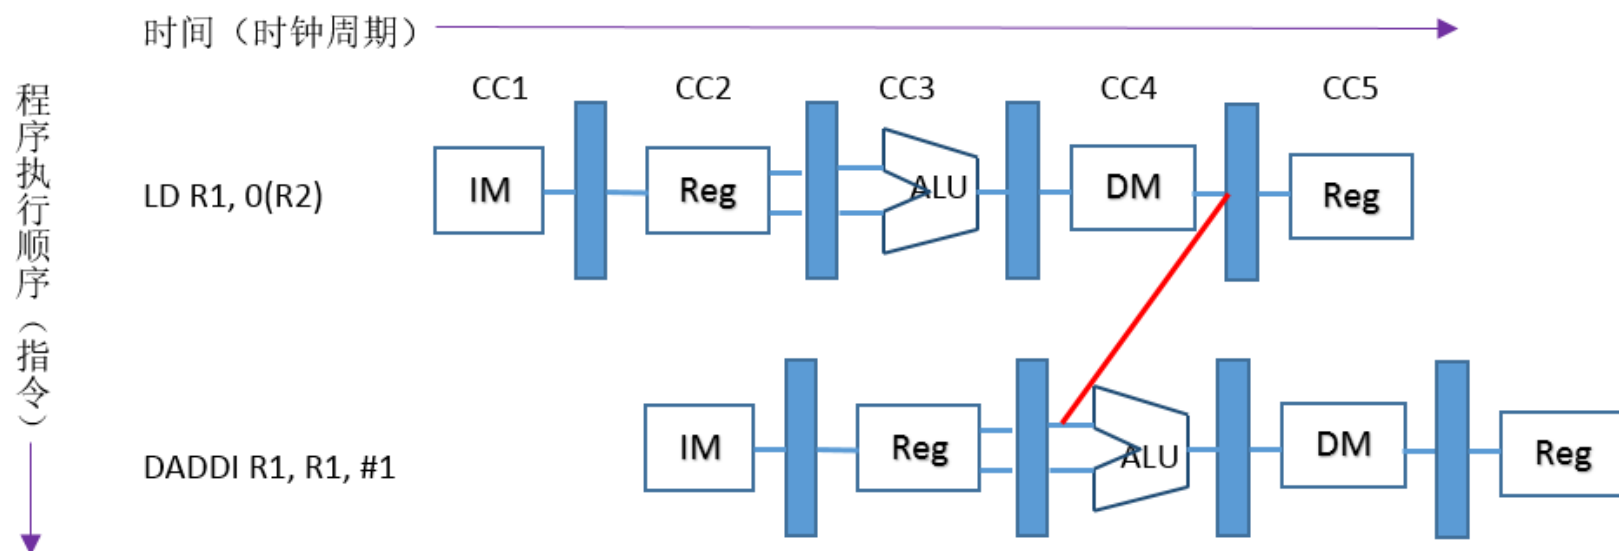 时间（时钟周期）
程序执行顺序（指令）
CC1 CC2 CC3 CC4 CC5
LD R1, 0(R2)
IM Reg ALU DM Reg
DADDI R1, R1, #1
IM Reg ALU DM Reg